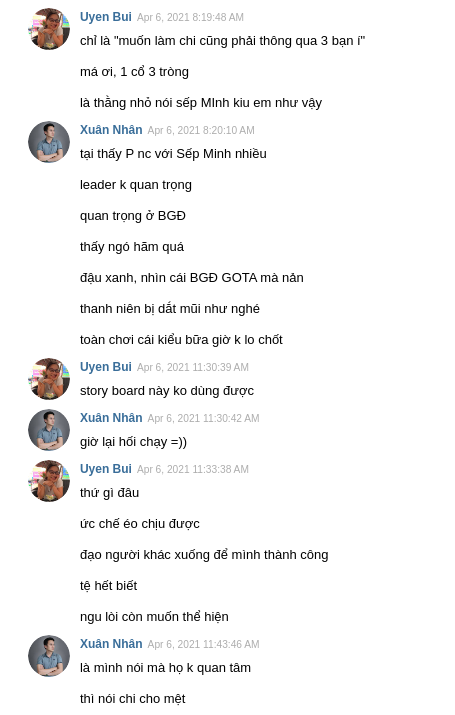 Uyen Bui Apr 6, 2021 8:19:48 AM
chỉ là "muốn làm chi cũng phải thông qua 3 bạn í"
má ơi, 1 cổ 3 tròng
là thằng nhỏ nói sếp MInh kiu em như vậy
Xuân Nhân Apr 6, 2021 8:20:10 AM
tại thấy P nc với Sếp Minh nhiều
leader k quan trọng
quan trọng ở BGĐ
thấy ngó hãm quá
đậu xanh, nhìn cái BGĐ GOTA mà nản
thanh niên bị dắt mũi như nghé
toàn chơi cái kiểu bữa giờ k lo chốt
Uyen Bui Apr 6, 2021 11:30:39 AM
story board này ko dùng được
Xuân Nhân Apr 6, 2021 11:30:42 AM
giờ lại hối chạy =))
Uyen Bui Apr 6, 2021 11:33:38 AM
thứ gì đâu
ức chế éo chịu được
đạo người khác xuống để mình thành công
tệ hết biết
ngu lòi còn muốn thể hiện
Xuân Nhân Apr 6, 2021 11:43:46 AM
là mình nói mà họ k quan tâm
thì nói chi cho mệt